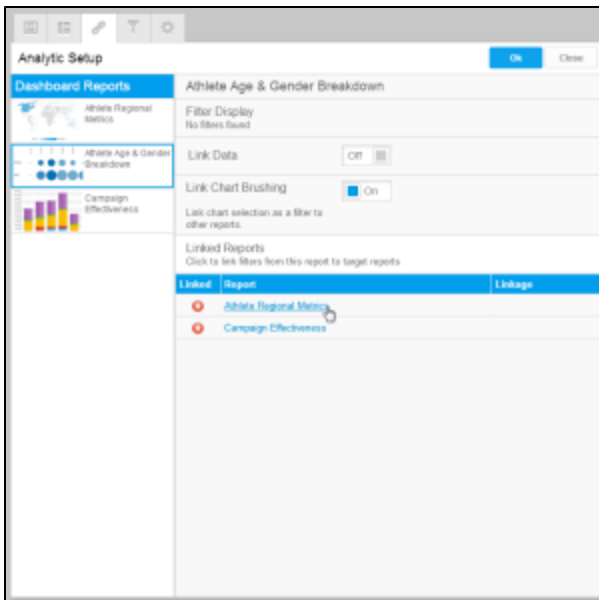 Analytic Setup
Ok
Close
Dashboard Reports
Athlete Regional
Metrics
Athlete Age & Gender
Breakdown
Campaign
Effectiveness
Athlete Age & Gender Breakdown
Filter Display
No filters found
Link Data
Off
Link Chart Brushing
On
Link chart selection as a filter to
other reports.
Linked Reports
Click to link filters from this report to target reports
Linked Report Linkage
Athlete Regional Metrics
Campaign Effectiveness